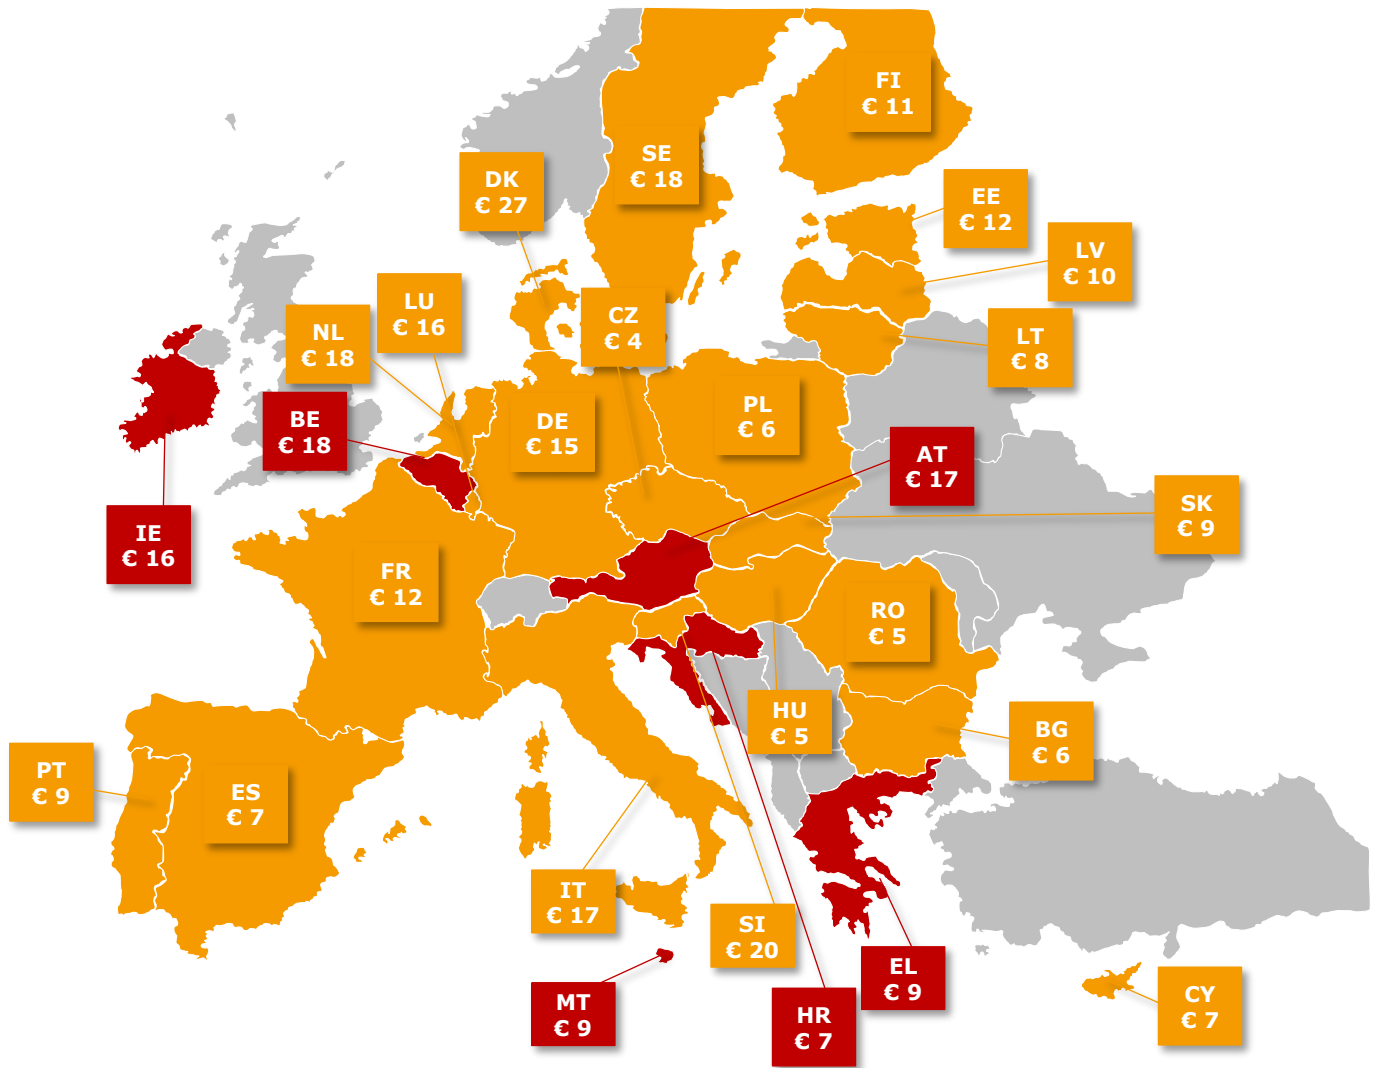 FI
€ 11
SE
€ 18
DK
€ 27
EE
€ 12
LV
€ 10
LU
€ 16
CZ
€ 4
NL
€ 18
LT
€ 8
BE
€ 18
DE
€ 15
PL
€ 6
AT
€ 17
SK
€ 9
IE
€ 16
FR
€ 12
RO
€ 5
HU
€ 5
BG
€ 6
PT
€ 9
ES
€ 7
IT
€ 17
SI
€ 20
EL
€ 9
MT
€ 9
HR
€ 7
CY
€ 7